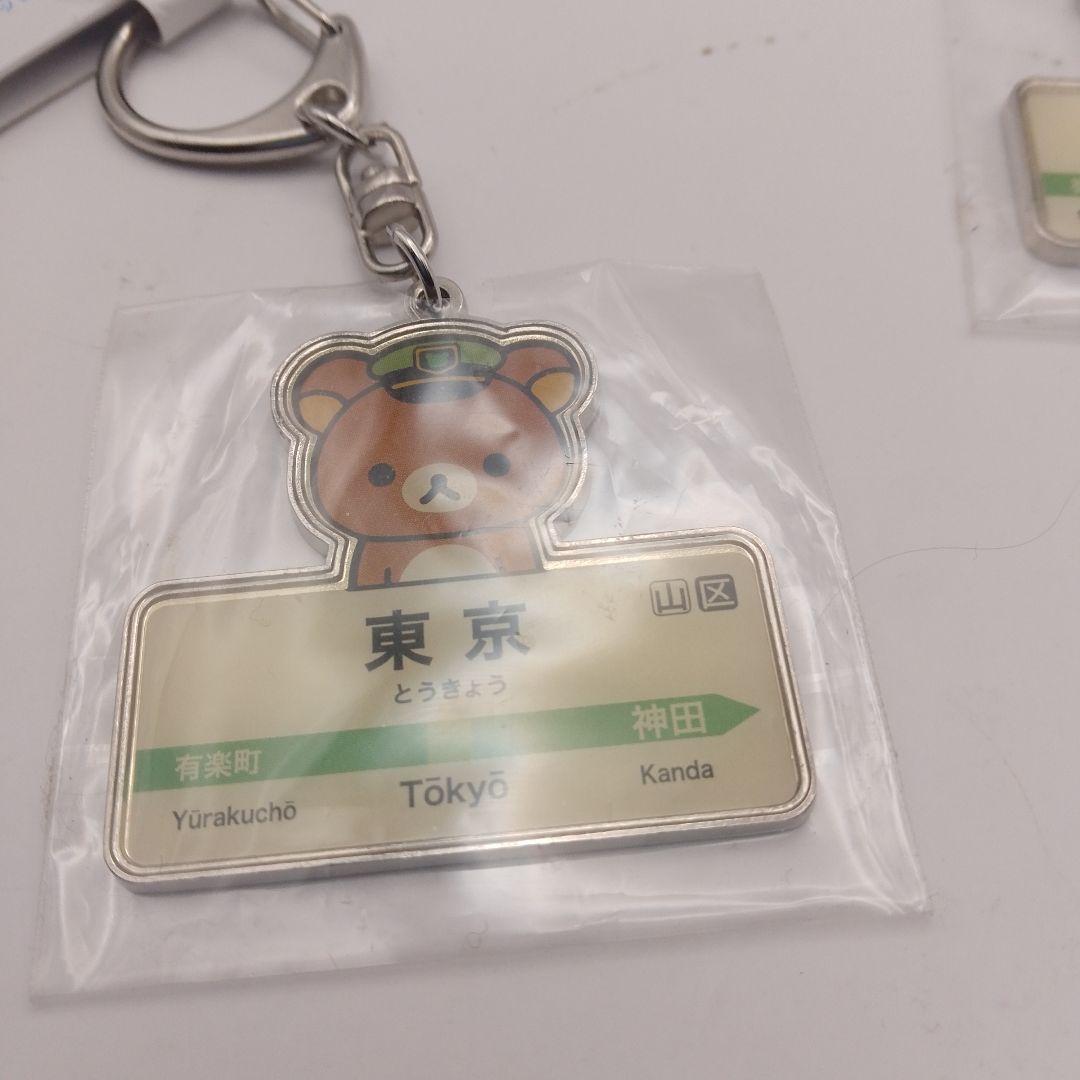 山 区
東京
とうきょう
有楽町 神田
Yūrakuchō Tōkyō Kanda